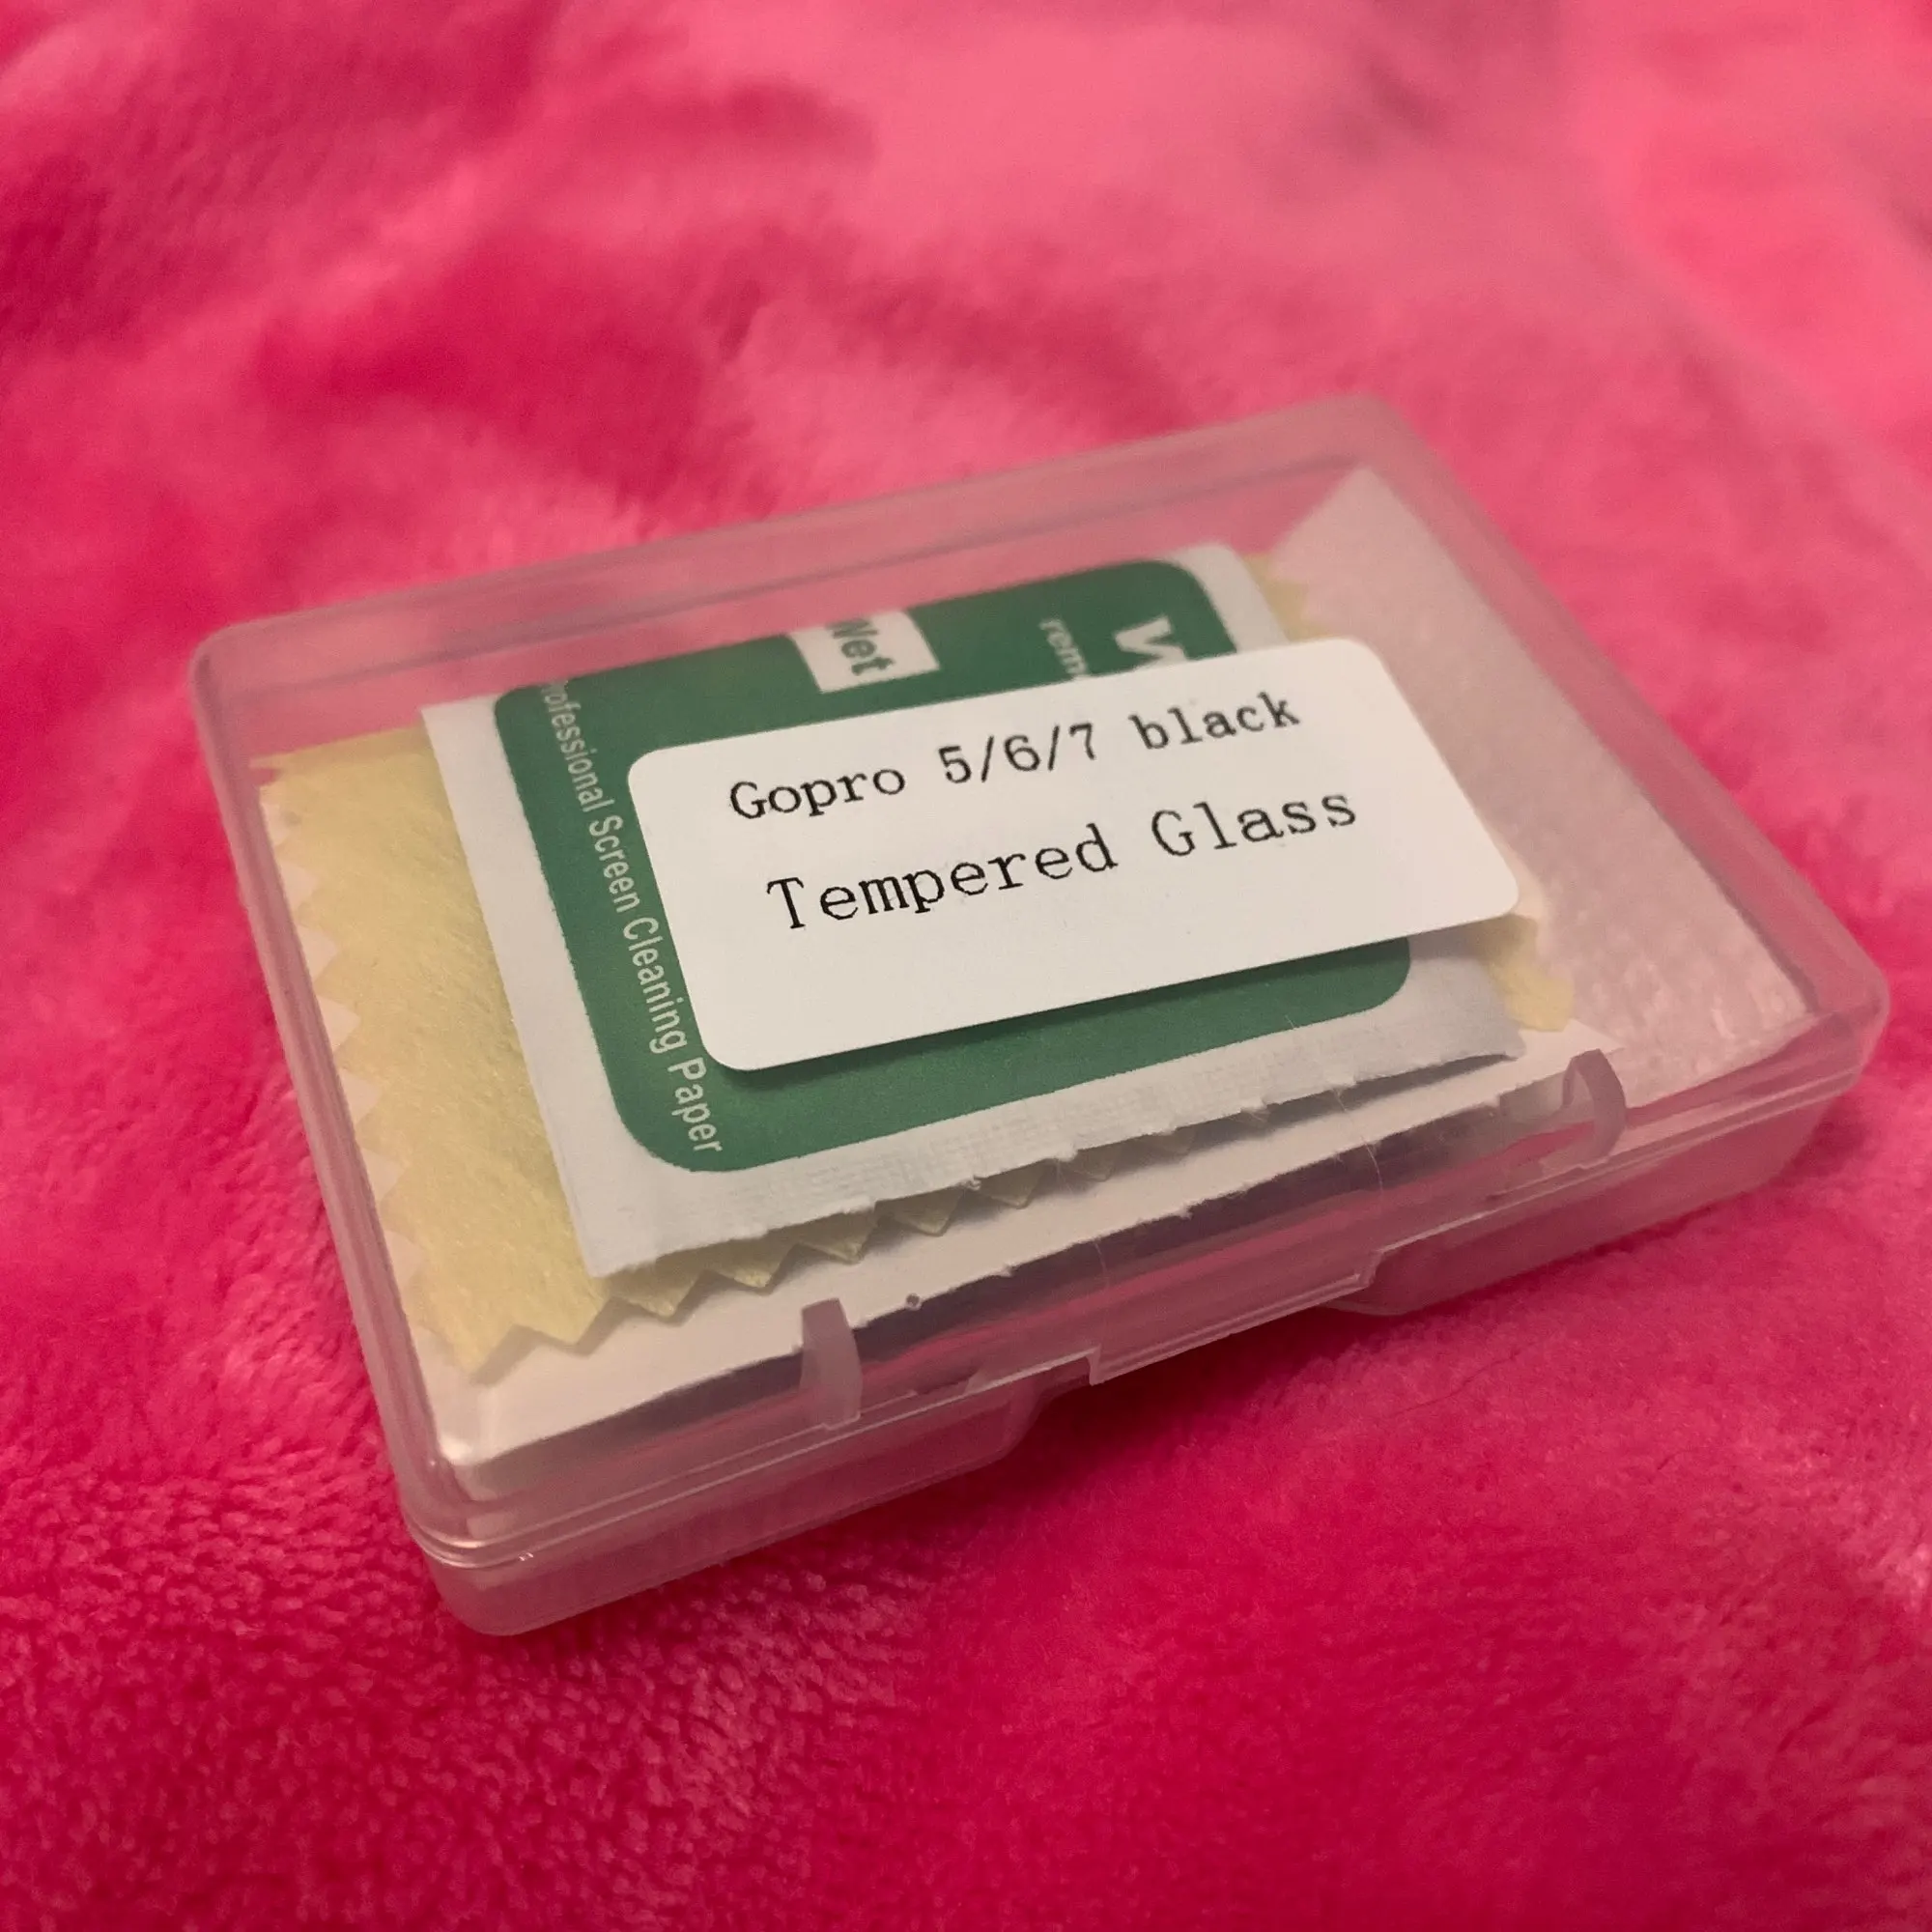 Gopro 5/6/7 black
Tempered Glass
Wet
Professional Screen Cleaning Paper